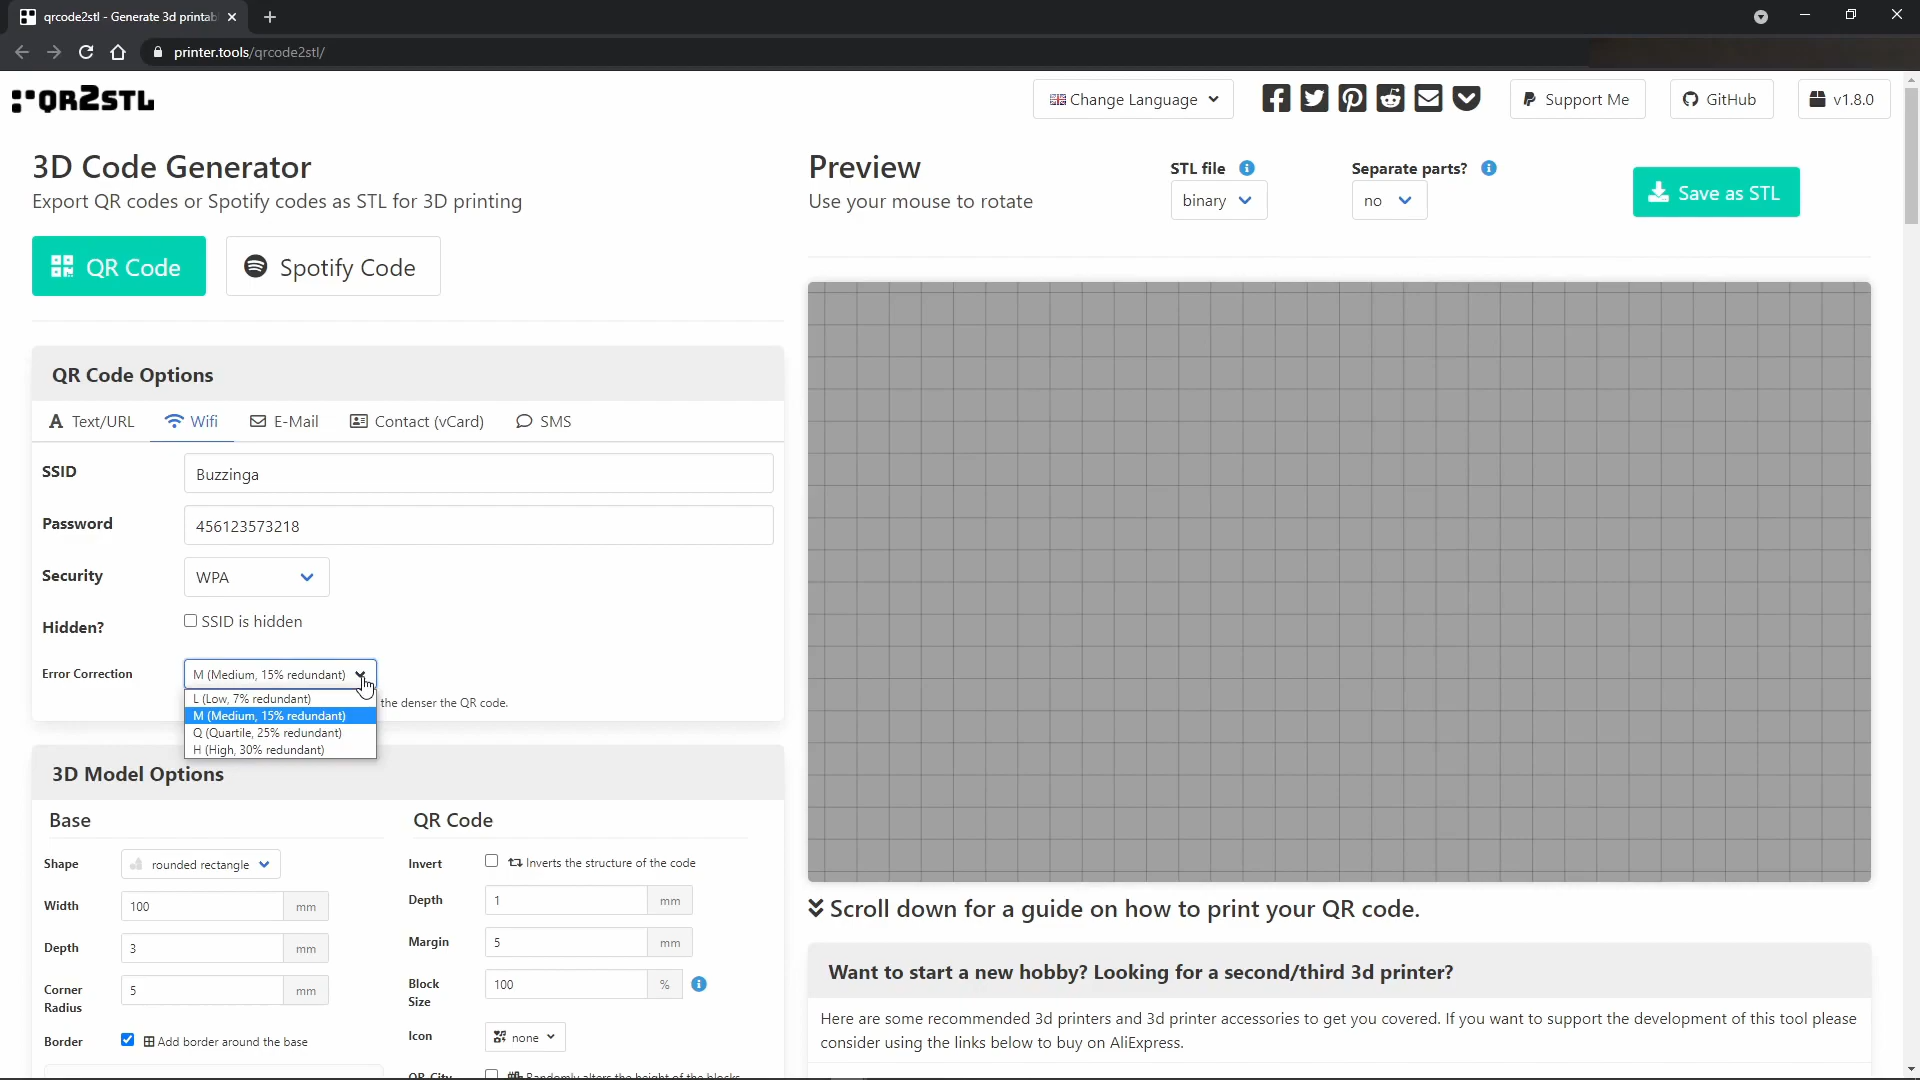 qrcode2stl - Generate 3d printab
printer.tools/qrcode2stl/
QR2STL
Change Language
Support Me
GitHub
v1.8.0
3D Code Generator
Export QR codes or Spotify codes as STL for 3D printing
QR Code
Spotify Code
Preview
Use your mouse to rotate
STL file
binary
Separate parts?
no
Save as STL
QR Code Options
Text/URL
Wifi
E-Mail
Contact (vCard)
SMS
SSID
Buzzinga
Password
456123573218
Security
WPA
Hidden?
SSID is hidden
Error Correction
M (Medium, 15% redundant)
L (Low, 7% redundant)
M (Medium, 15% redundant)
Q (Quartile, 25% redundant)
H (High, 30% redundant)
the denser the QR code.
3D Model Options
Base
Shape
rounded rectangle
Width
100
mm
Depth
3
mm
Corner
Radius
5
mm
Border
Add border around the base
QR Code
Invert
Inverts the structure of the code
Depth
1
mm
Margin
5
mm
Block
Size
100
%
Icon
none
QR-City
Randomly alters the height of the blocks
Scroll down for a guide on how to print your QR code.
Want to start a new hobby? Looking for a second/third 3d printer?
Here are some recommended 3d printers and 3d printer accessories to get you covered. If you want to support the development of this tool please
consider using the links below to buy on AliExpress.